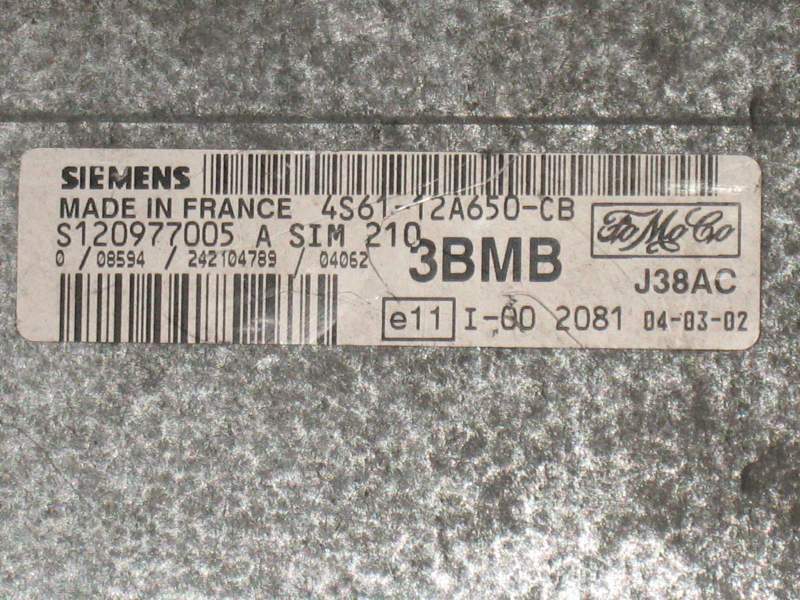 SIEMENS
MADE IN FRANCE 4S61-12A650-CB
S120977005 A SIM 210
FoMoCo
0 / 08594 / 242104789 / 04062
3BMB
J38AC
e11 I-00 2081 04-03-02